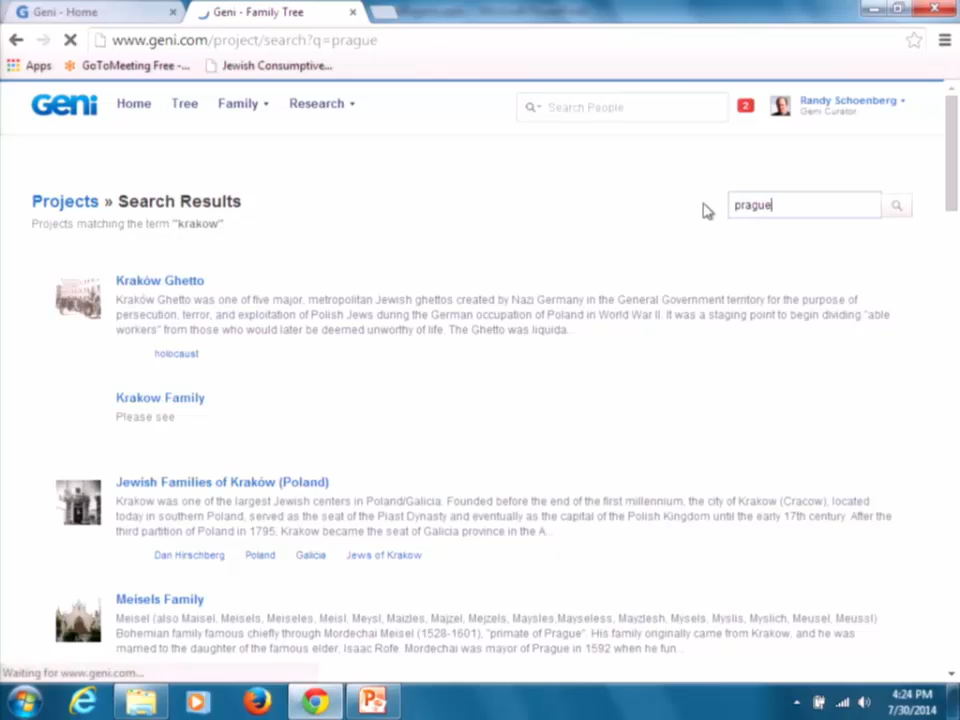 Geni - Home
Geni - Family Tree
www.geni.com/project/search?q=prague
Apps
GoToMeeting Free -...
Jewish Consumptive...
Geni
Home
Tree
Family
Research
Search People
2
Randy Schoenberg
Geni Curator
Projects » Search Results
prague
Projects matching the term "krakow"
Kraków Ghetto
Kraków Ghetto was one of five major, metropolitan Jewish ghettos created by Nazi Germany in the General Government territory for the purpose of
persecution, terror, and exploitation of Polish Jews during the German occupation of Poland in World War II. It was a staging point to begin dividing "able
workers" from those who would later be deemed unworthy of life. The Ghetto was liquida...
holocaust
Krakow Family
Please see
Jewish Families of Kraków (Poland)
Krakow was one of the largest Jewish centers in Poland/Galicia. Founded before the end of the first millennium, the city of Krakow (Cracow), located
today in southern Poland, served as the seat of the Piast Dynasty and eventually as the capital of the Polish Kingdom until the early 17th century. After the
third partition of Poland in 1795, Krakow became the seat of Galicia province in the A...
Dan Hirschberg
Poland
Galicia
Jews of Krakow
Meisels Family
Meisel (also Maisel, Meisels, Meiseles, Meisl, Meysl, Maizles, Majzel, Mejzels, Maysles,Mayseless, Mayzlesh, Mysels, Myslis, Myslich, Meusel, Meussl)
Bohemian family famous chiefly through Mordechai Meisel (1528-1601), "primate of Prague". His family originally came from Krakow, and he was
married to the daughter of the famous elder, Isaac Rofe. Mordechai was mayor of Prague in 1592 when he fun...
Waiting for www.geni.com...
4:24 PM
7/30/2014